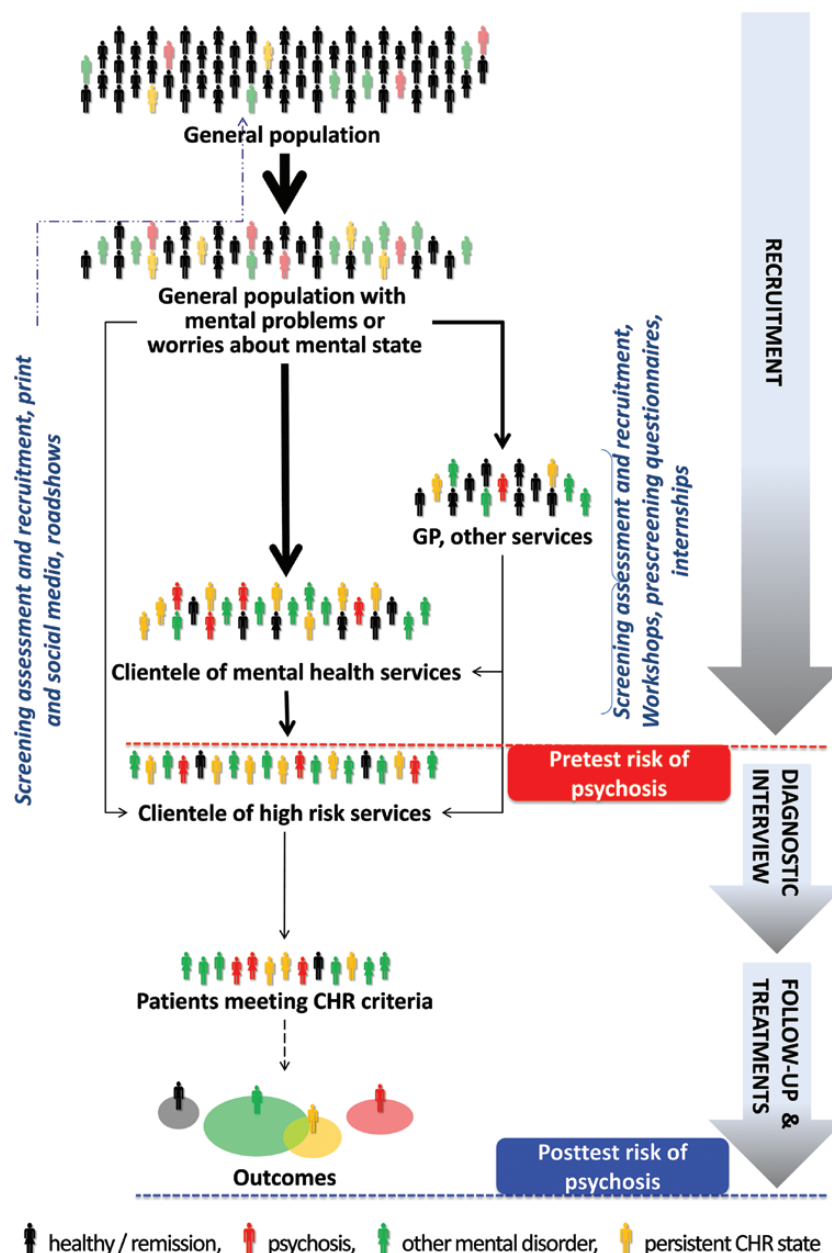 General population
General population with
mental problems or
worries about mental state
GP, other services
Clientele of mental health services
Clientele of high risk services
Patients meeting CHR criteria
Outcomes
Screening assessment and recruitment, print
and social media, roadshows
Screening assessment and recruitment,
Workshops, prescreening questionnaires,
internships
Pretest risk of
psychosis
Posttest risk of
psychosis
RECRUITMENT
DIAGNOSTIC
INTERVIEW
FOLLOW-UP &
TREATMENTS
healthy / remission, psychosis, other mental disorder, persistent CHR state